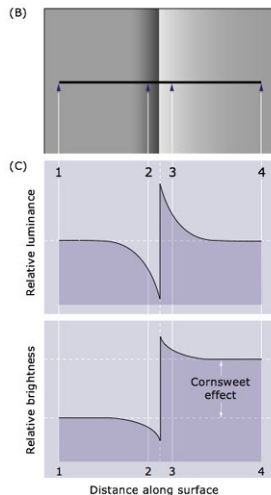 (B)
(C)
1 2 3 4
Relative luminance
Relative brightness
Cornsweet
effect
1 2 3 4
Distance along surface